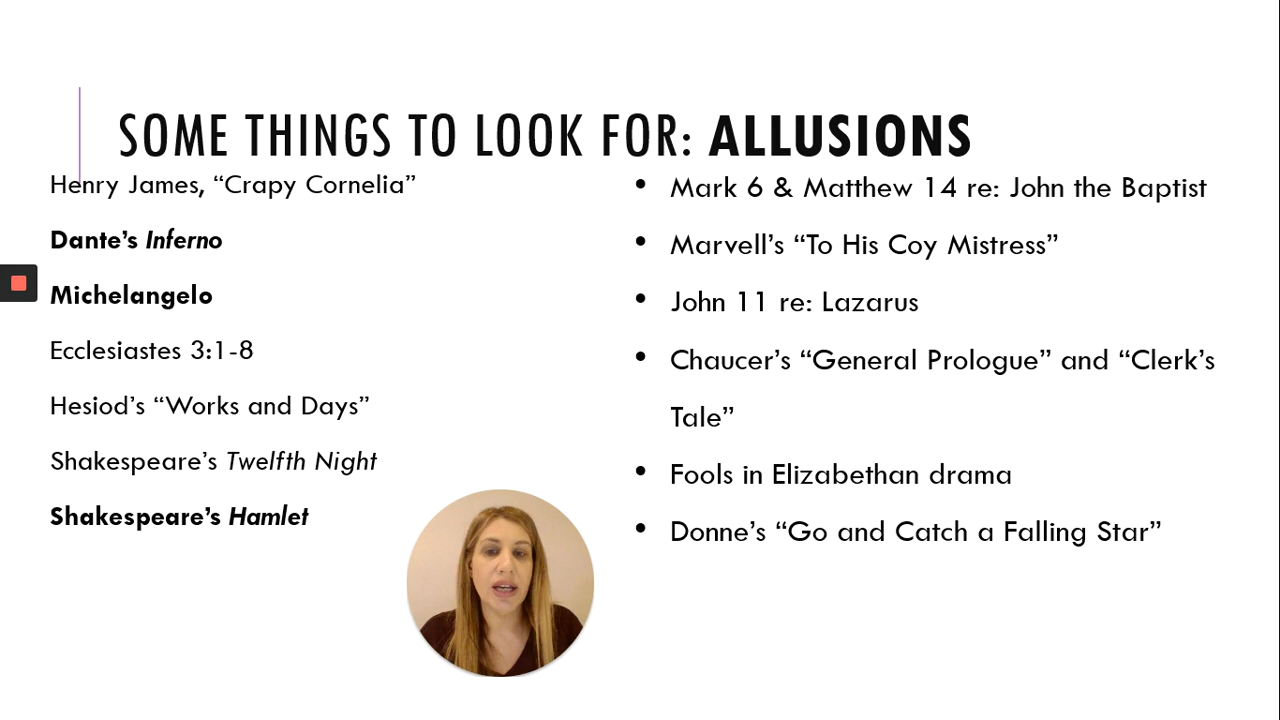 SOME THINGS TO LOOK FOR: ALLUSIONS
Henry James, “Crapy Cornelia”
Dante’s Inferno
Michelangelo
Ecclesiastes 3:1-8
Hesiod’s “Works and Days”
Shakespeare’s Twelfth Night
Shakespeare’s Hamlet
• Mark 6 & Matthew 14 re: John the Baptist
• Marvell’s “To His Coy Mistress”
• John 11 re: Lazarus
• Chaucer’s “General Prologue” and “Clerk’s
Tale”
• Fools in Elizabethan drama
• Donne’s “Go and Catch a Falling Star”